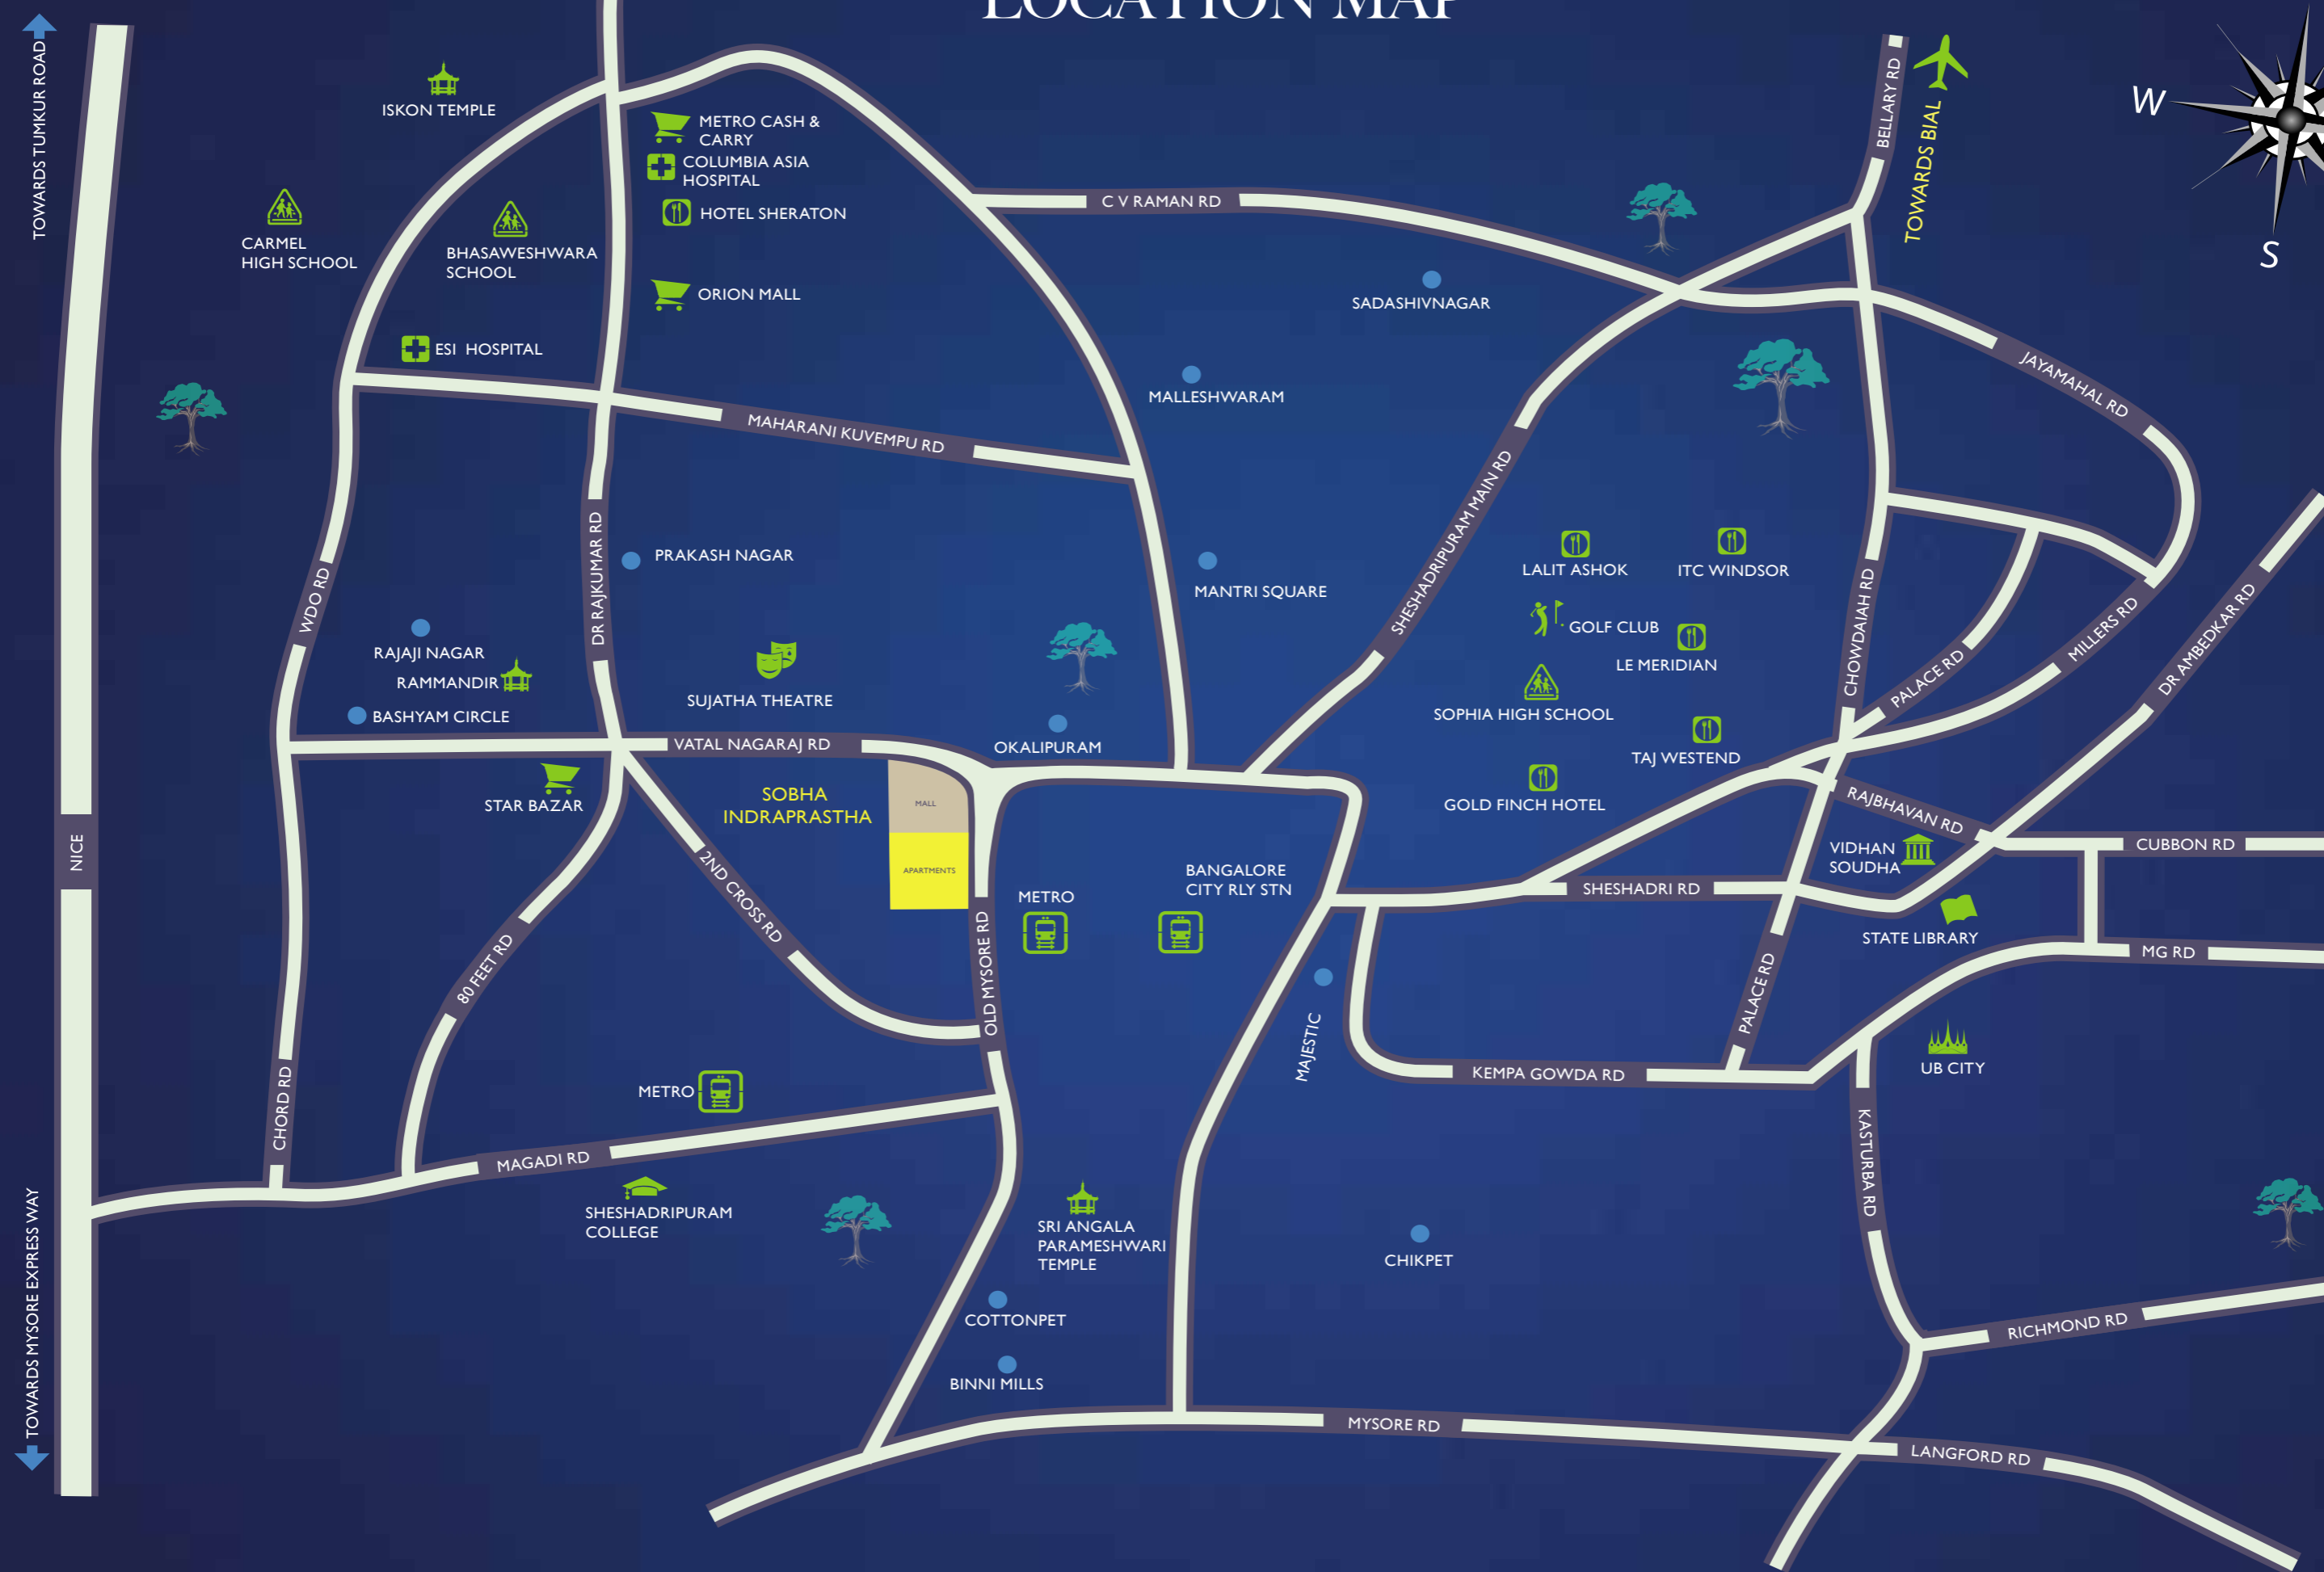 LOCATION MAP
TOWARDS TUMKUR ROAD
ISKON TEMPLE
METRO CASH &
CARRY
COLUMBIA ASIA
HOSPITAL
HOTEL SHERATON
ORION MALL
CARMEL
HIGH SCHOOL
BHASAWESHWARA
SCHOOL
ESI HOSPITAL
C V RAMAN RD
BELLARY RD
TOWARDS BIAL
W
S
SADASHIVNAGAR
MALLESHWARAM
JAYAMAHAL RD
MAHARANI KUVEMPU RD
WDO RD
DR RAJKUMAR RD
PRAKASH NAGAR
MANTRI SQUARE
SHESHADRIPURAM MAIN RD
LALIT ASHOK
ITC WINDSOR
GOLF CLUB
LE MERIDIAN
CHOWDAIAH RD
PALACE RD
MILLERS RD
DR AMBEDKAR RD
RAJAJI NAGAR
RAMMANDIR
BASHYAM CIRCLE
SUJATHA THEATRE
SOPHIA HIGH SCHOOL
TAJ WESTEND
VATAL NAGARAJ RD
OKALIPURAM
STAR BAZAR
SOBHA
INDRAPRASTHA
MALL
APARTMENTS
GOLD FINCH HOTEL
RAJBHAVAN RD
NICE
2ND CROSS RD
BANGALORE
CITY RLY STN
METRO
SHESHADRI RD
VIDHAN
SOUDHA
CUBBON RD
STATE LIBRARY
MG RD
80 FEET RD
OLD MYSORE RD
MAJESTIC
PALACE RD
KEMPA GOWDA RD
UB CITY
METRO
CHORD RD
MAGADI RD
KASTURBA RD
SHESHADRIPURAM
COLLEGE
SRI ANGALA
PARAMESHWARI
TEMPLE
CHIKPET
TOWARDS MYSORE EXPRESS WAY
COTTONPET
BINNI MILLS
RICHMOND RD
MYSORE RD
LANGFORD RD